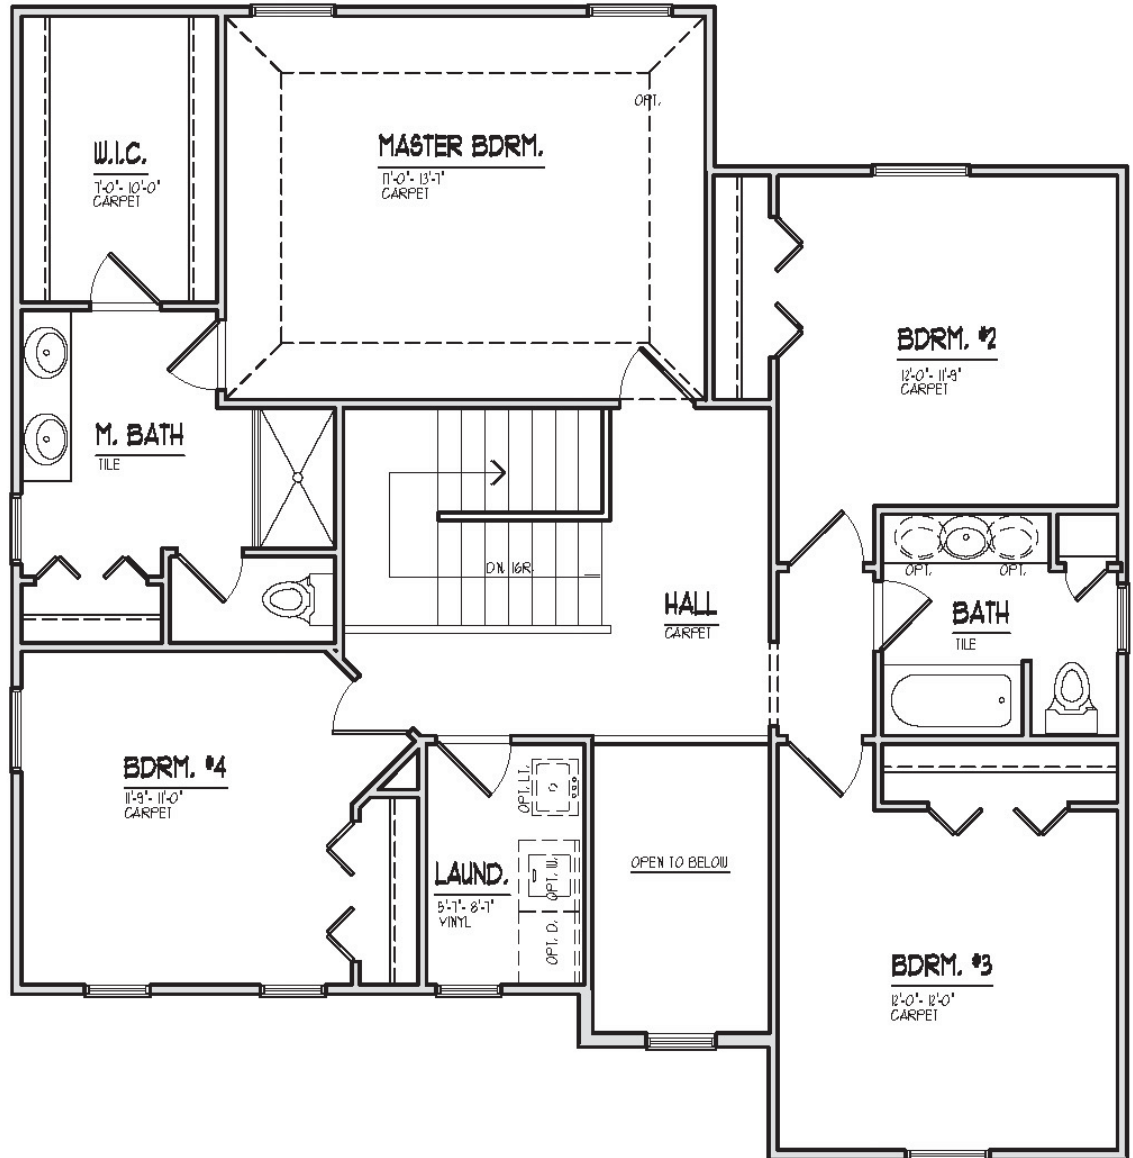 OPT.
W.I.C.
7'-0"- 10'-0"
CARPET
MASTER BDRM.
17'-0"- 13'-7"
CARPET
BDRM. #2
12'-0"- 11'-9"
CARPET
M. BATH
TILE
DN. 16R.
HALL
CARPET
OPT.
OPT.
BATH
TILE
BDRM. #4
11'-9"- 11'-0"
CARPET
OPT. LT.
LAUND.
5'-7"- 8'-7"
VINYL
OPT. W.
OPT. D.
OPEN TO BELOW
BDRM. #3
12'-0"- 12'-0"
CARPET